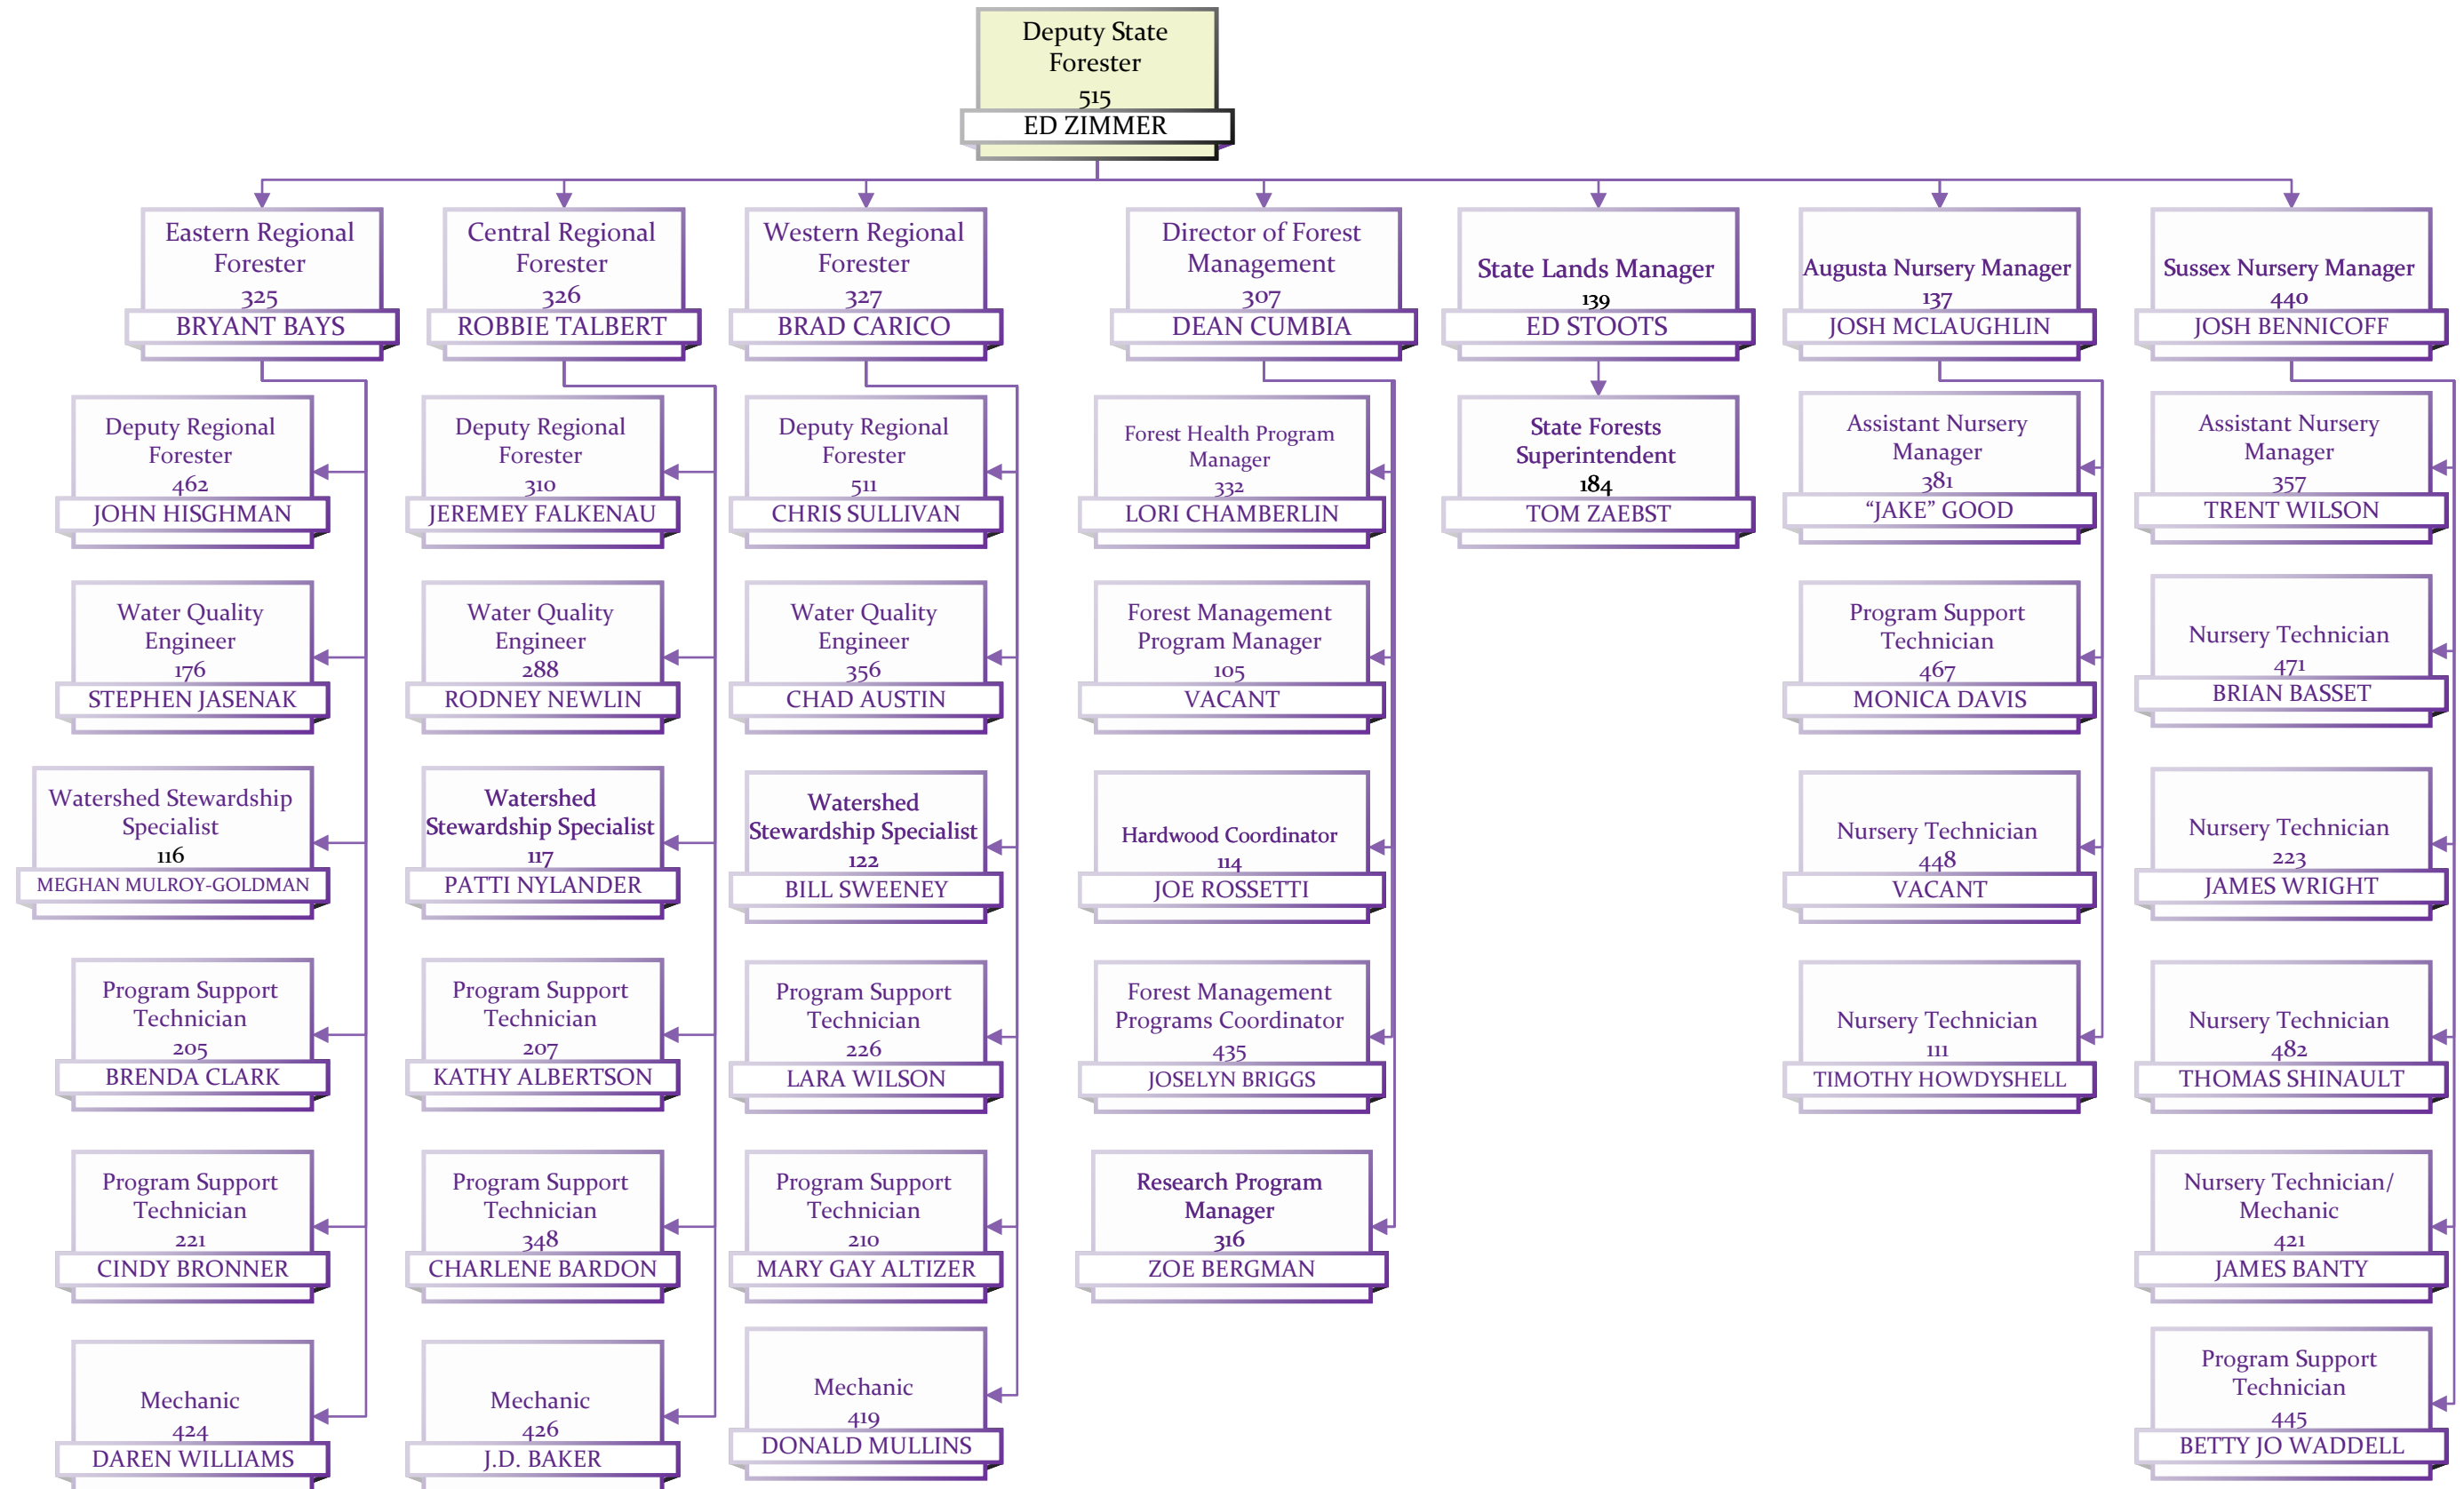 Deputy State
Forester
515
ED ZIMMER
Eastern Regional
Forester
325
BRYANT BAYS
Central Regional
Forester
326
ROBBIE TALBERT
Western Regional
Forester
327
BRAD CARICO
Director of Forest
Management
307
DEAN CUMBIA
State Lands Manager
139
ED STOOTS
Augusta Nursery Manager
137
JOSH MCLAUGHLIN
Sussex Nursery Manager
440
JOSH BENNICOFF
Deputy Regional
Forester
462
JOHN HISGHMAN
Deputy Regional
Forester
310
JEREMEY FALKENAU
Deputy Regional
Forester
511
CHRIS SULLIVAN
Forest Health Program
Manager
332
LORI CHAMBERLIN
State Forests
Superintendent
184
TOM ZAEBST
Assistant Nursery
Manager
381
“JAKE” GOOD
Assistant Nursery
Manager
357
TRENT WILSON
Water Quality
Engineer
176
STEPHEN JASENAK
Water Quality
Engineer
288
RODNEY NEWLIN
Water Quality
Engineer
356
CHAD AUSTIN
Forest Management
Program Manager
105
VACANT
Program Support
Technician
467
MONICA DAVIS
Nursery Technician
471
BRIAN BASSET
Watershed Stewardship
Specialist
116
MEGHAN MULROY-GOLDMAN
Watershed
Stewardship Specialist
117
PATTI NYLANDER
Watershed
Stewardship Specialist
122
BILL SWEENEY
Hardwood Coordinator
114
JOE ROSSETTI
Nursery Technician
448
VACANT
Nursery Technician
223
JAMES WRIGHT
Program Support
Technician
205
BRENDA CLARK
Program Support
Technician
207
KATHY ALBERTSON
Program Support
Technician
226
LARA WILSON
Forest Management
Programs Coordinator
435
JOSELYN BRIGGS
Nursery Technician
111
TIMOTHY HOWDYSHELL
Nursery Technician
482
THOMAS SHINAULT
Program Support
Technician
221
CINDY BRONNER
Program Support
Technician
348
CHARLENE BARDON
Program Support
Technician
210
MARY GAY ALTIZER
Research Program
Manager
316
ZOE BERGMAN
Nursery Technician/
Mechanic
421
JAMES BANTY
Mechanic
424
DAREN WILLIAMS
Mechanic
426
J.D. BAKER
Mechanic
419
DONALD MULLINS
Program Support
Technician
445
BETTY JO WADDELL